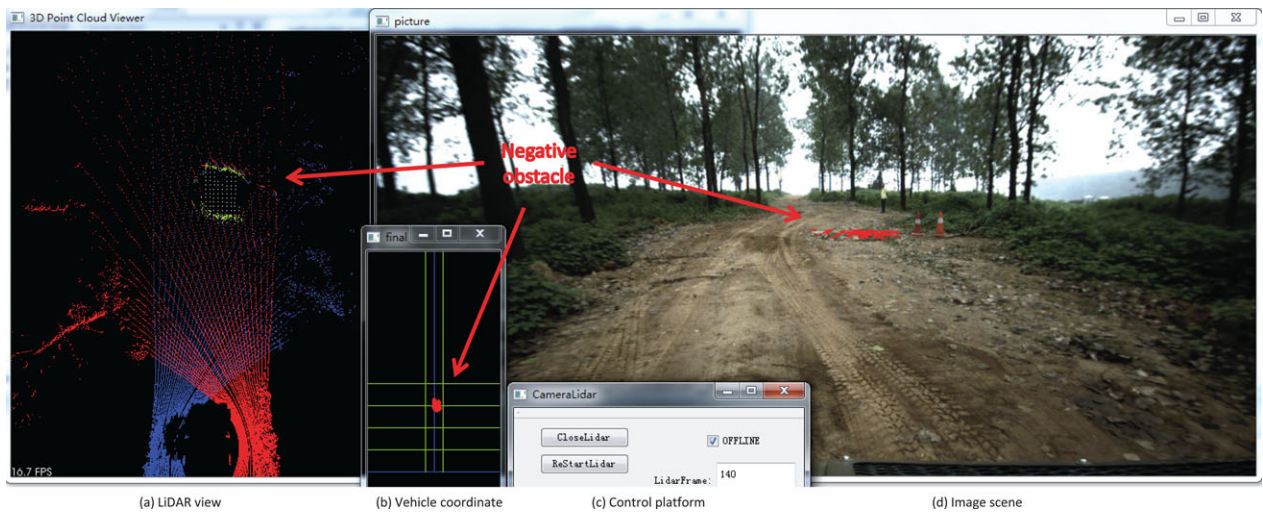 3D Point Cloud View
picture
Negative
obstacle
final
CameraLidar
CloseLidar
OFFLINE
ReStartLidar
LidarFrame:
140
16.7 FPS
(a) LiDAR view
(b) Vehicle coordinate
(c) Control platform
(d) Image scene